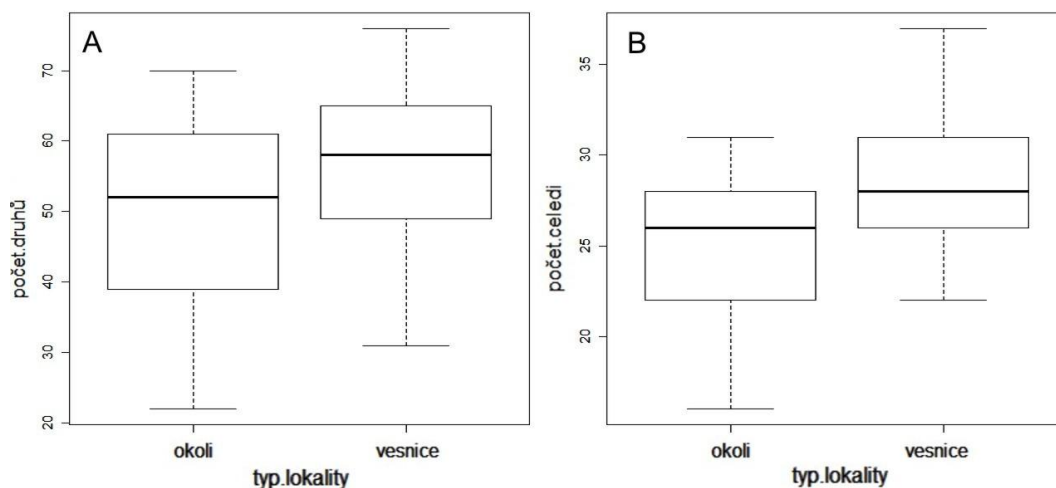 A
počet.druhů
70
60
50
40
30
20
okoli
vesnice
typ.lokality
B
počet.celedi
35
30
25
20
okoli
vesnice
typ.lokality